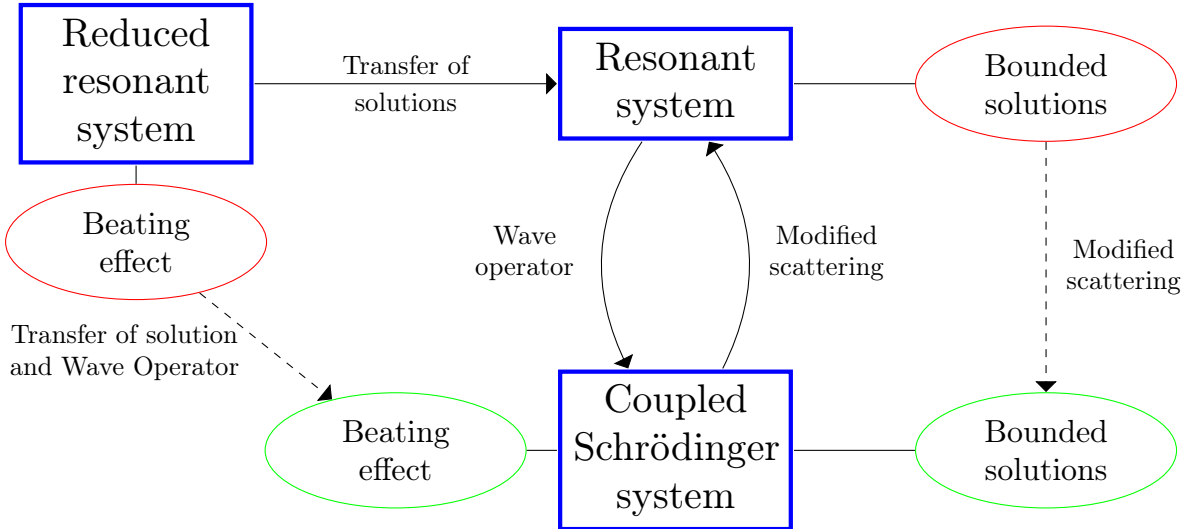 Reduced
resonant
system
Transfer of
solutions
Resonant
system
Bounded
solutions
Beating
effect
Wave
operator
Modified
scattering
Modified
scattering
Transfer of solution
and Wave Operator
Beating
effect
Coupled
Schrödinger
system
Bounded
solutions